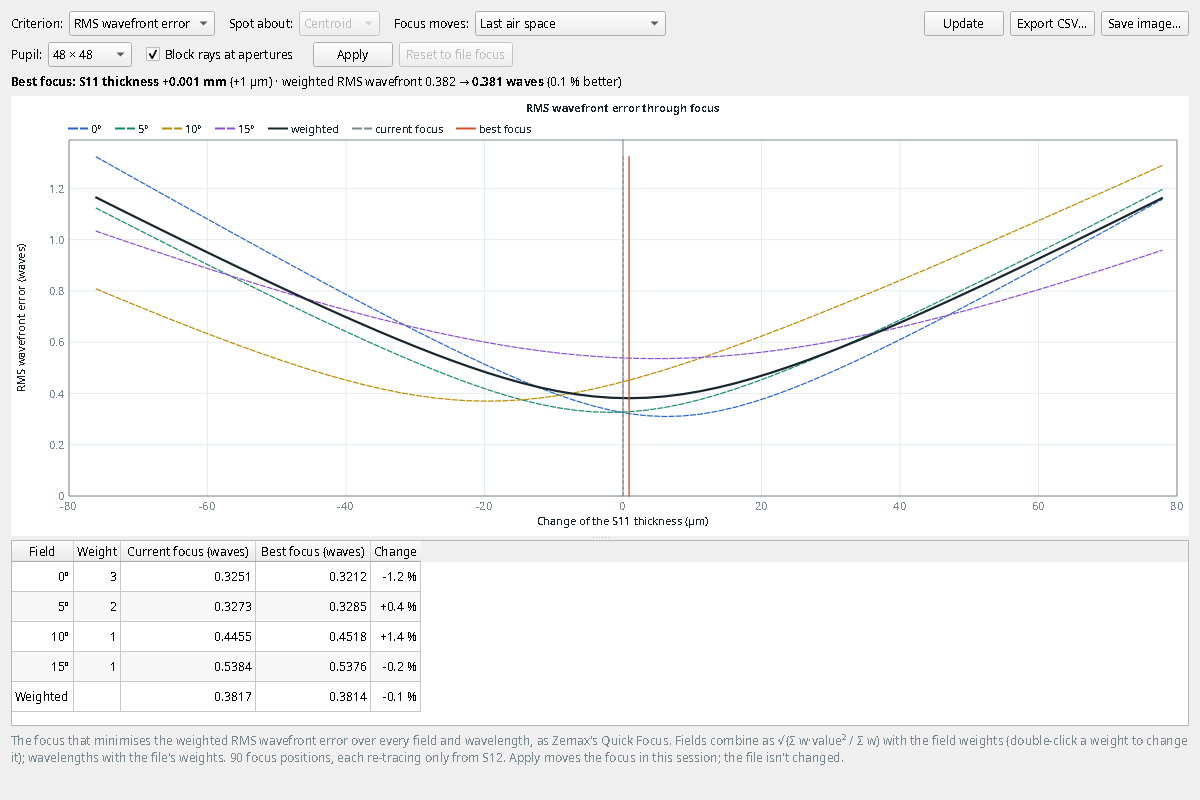 Criterion: RMS wavefront error Spot about: Centroid Focus moves: Last air space Update Export CSV... Save image...
Pupil: 48 × 48 Block rays at apertures Apply Reset to file focus
Best focus: S11 thickness +0.001 mm (+1 µm) · weighted RMS wavefront 0.382 → 0.381 waves (0.1 % better)
RMS wavefront error through focus
0° 5° 10° 15° weighted current focus best focus
1.2
1.0
0.8
0.6
0.4
0.2
0
RMS wavefront error (waves)
-80 -60 -40 -20 0 20 40 60 80
Change of the S11 thickness (µm)
Field Weight Current focus (waves) Best focus (waves) Change
0° 3 0.3251 0.3212 -1.2 %
5° 2 0.3273 0.3285 +0.4 %
10° 1 0.4455 0.4518 +1.4 %
15° 1 0.5384 0.5376 -0.2 %
Weighted 0.3817 0.3814 -0.1 %
The focus that minimises the weighted RMS wavefront error over every field and wavelength, as Zemax's Quick Focus. Fields combine as √(Σ w·value² / Σ w) with the field weights (double-click a weight to change
it); wavelengths with the file's weights. 90 focus positions, each re-tracing only from S12. Apply moves the focus in this session; the file isn't changed.